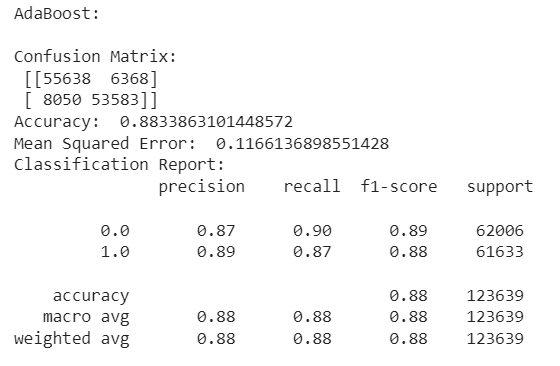 AdaBoost:
Confusion Matrix:
[[55638  6368]
[ 8050 53583]]
Accuracy:  0.8833863101448572
Mean Squared Error:  0.1166136898551428
Classification Report:
precision    recall  f1-score   support
0.0       0.87      0.90      0.89     62006
1.0       0.89      0.87      0.88     61633
accuracy                           0.88    123639
macro avg       0.88      0.88      0.88    123639
weighted avg       0.88      0.88      0.88    123639